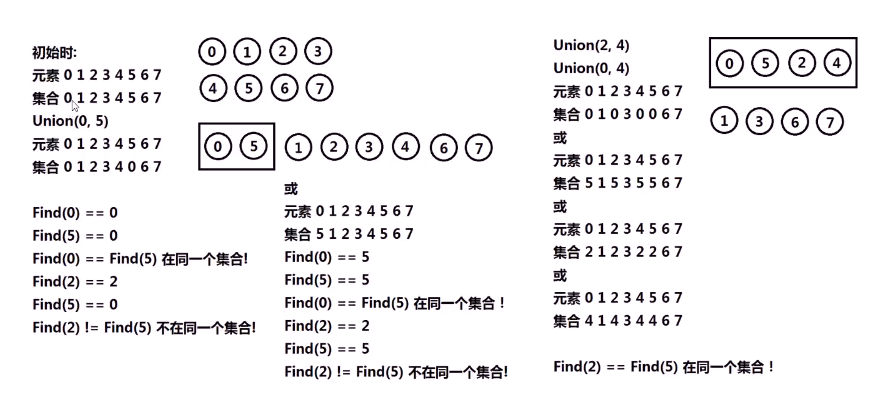 初始时:
元素 0 1 2 3 4 5 6 7
集合 0 1 2 3 4 5 6 7
Union(0, 5)
元素 0 1 2 3 4 5 6 7
集合 0 1 2 3 4 0 6 7
Find(0) == 0
Find(5) == 0
Find(0) == Find(5) 在同一个集合!
Find(2) == 2
Find(5) == 0
Find(2) != Find(5) 不在同一个集合!
0 1 2 3
4 5 6 7
0 5 1 2 3 4 6 7
或
元素 0 1 2 3 4 5 6 7
集合 5 1 2 3 4 5 6 7
Find(0) == 5
Find(5) == 5
Find(0) == Find(5) 在同一个集合！
Find(2) == 2
Find(5) == 5
Find(2) != Find(5) 不在同一个集合!
Union(2, 4)
Union(0, 4)
元素 0 1 2 3 4 5 6 7
集合 0 1 0 3 0 0 6 7
或
元素 0 1 2 3 4 5 6 7
集合 5 1 5 3 5 5 6 7
或
元素 0 1 2 3 4 5 6 7
集合 2 1 2 3 2 2 6 7
或
元素 0 1 2 3 4 5 6 7
集合 4 1 4 3 4 4 6 7
Find(2) == Find(5) 在同一个集合！
0 5 2 4
1 3 6 7